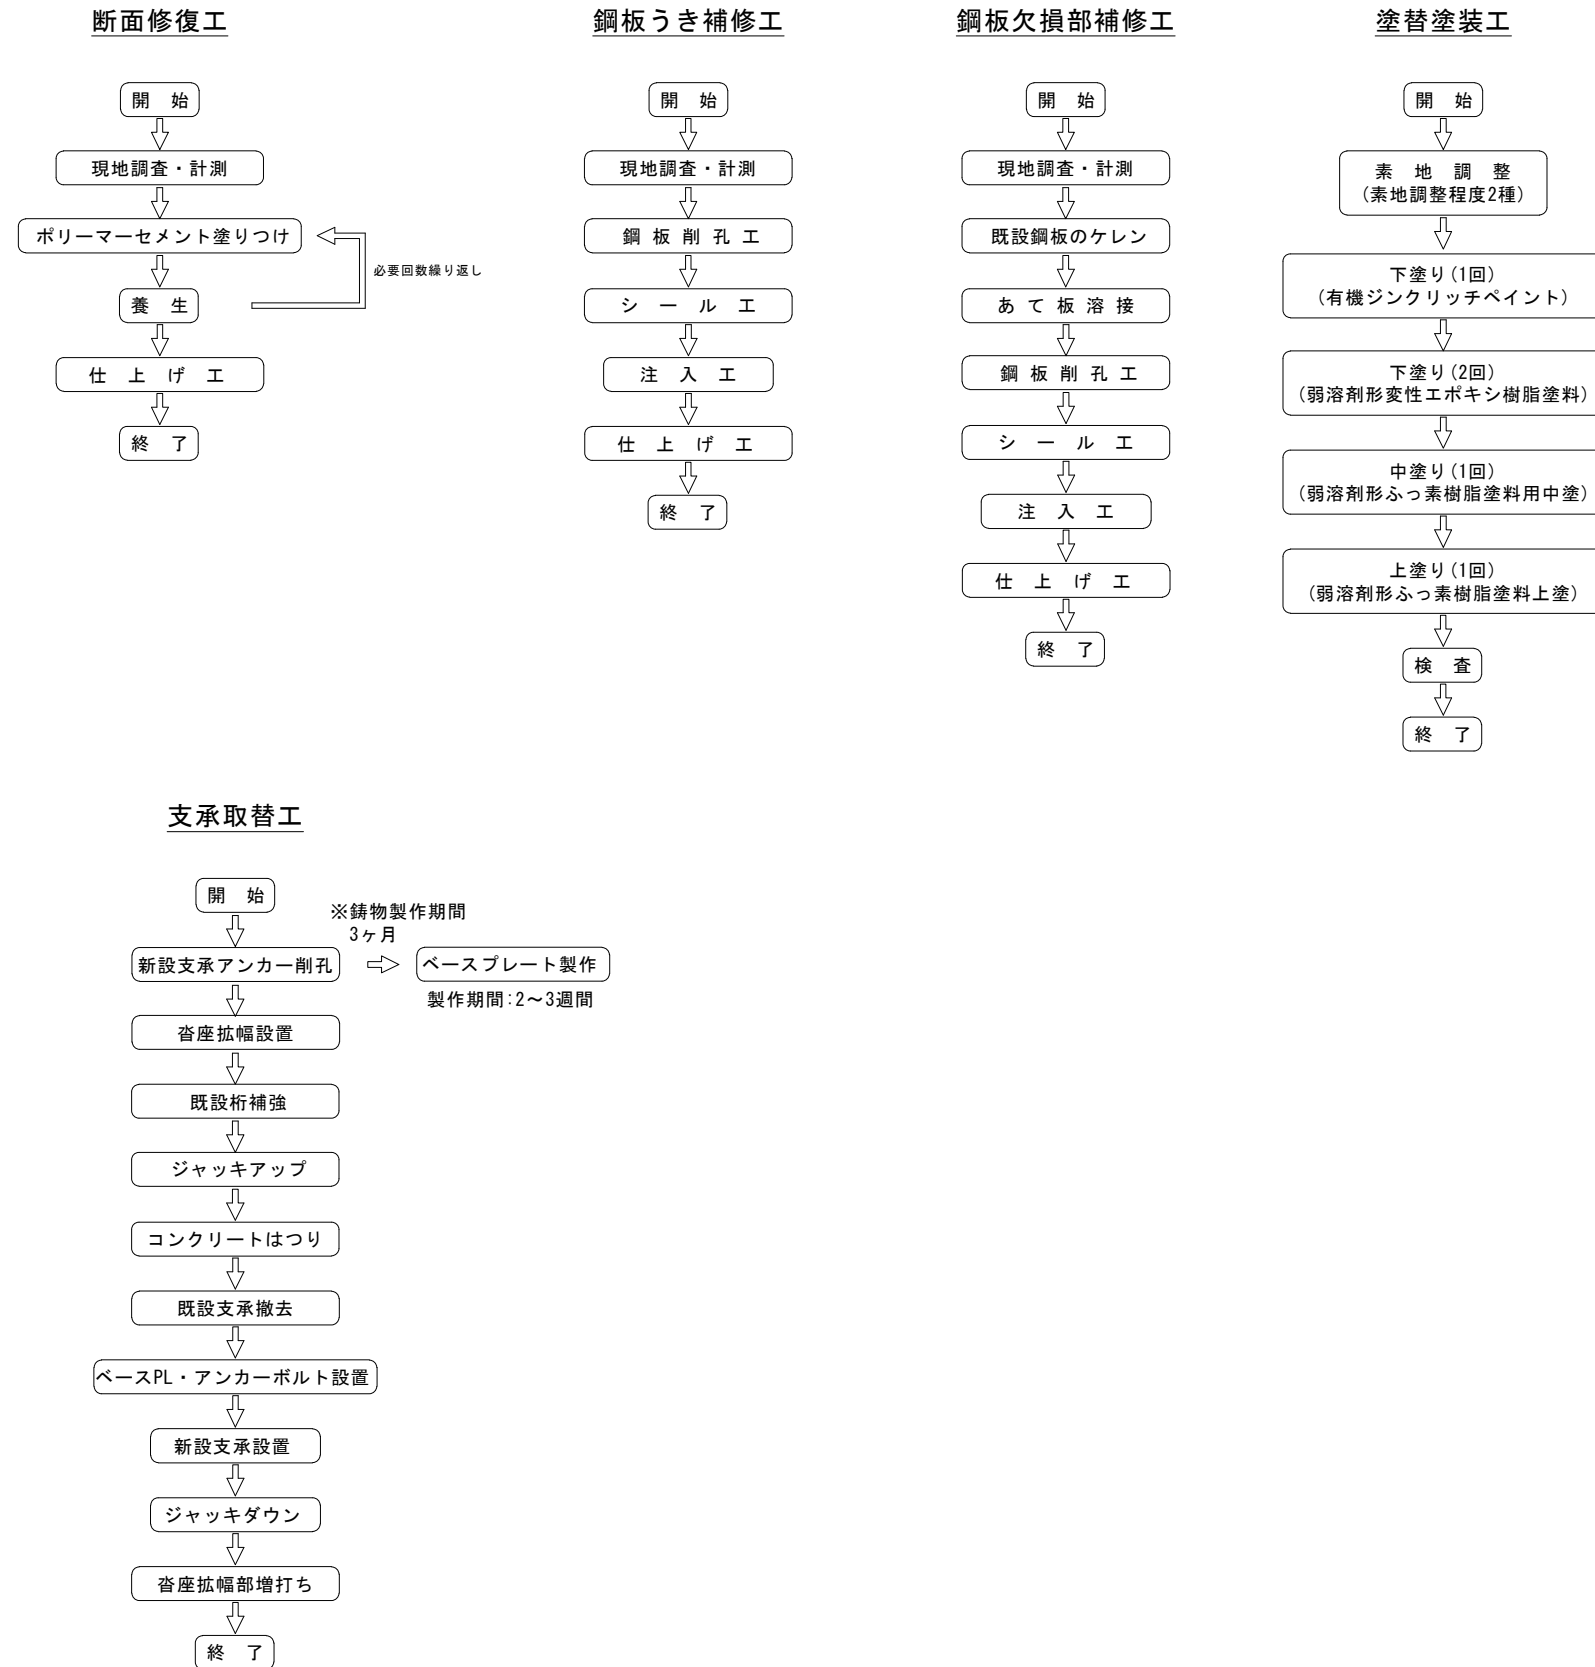 断面修復工
開　始
現地調査・計測
ポリーマーセメント塗りつけ
必要回数繰り返し
養　生
仕　上　げ　工
終　了
鋼板うき補修工
開　始
現地調査・計測
鋼 板 削 孔 工
シ　ー　ル　工
注　入　工
仕　上　げ　工
終　了
鋼板欠損部補修工
開　始
現地調査・計測
既設鋼板のケレン
あ て 板 溶 接
鋼 板 削 孔 工
シ　ー　ル　工
注　入　工
仕　上　げ　工
終　了
塗替塗装工
開　始
素　地　調　整
(素地調整程度2種)
下塗り(1回)
(有機ジンクリッチペイント)
下塗り(2回)
(弱溶剤形変性エポキシ樹脂塗料)
中塗り(1回)
(弱溶剤形ふっ素樹脂塗料用中塗)
上塗り(1回)
(弱溶剤形ふっ素樹脂塗料上塗)
検　査
終　了
支承取替工
開　始
※鋳物製作期間
3ヶ月
新設支承アンカー削孔
ベースプレート製作
製作期間:2～3週間
沓座拡幅設置
既設桁補強
ジャッキアップ
コンクリートはつり
既設支承撤去
ベースPL・アンカーボルト設置
新設支承設置
ジャッキダウン
沓座拡幅部増打ち
終　了